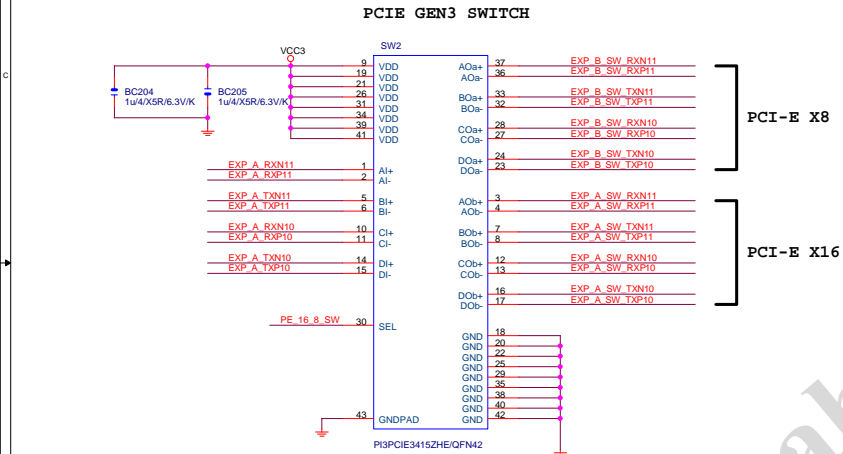 PCIE GEN3 SWITCH
C
VCC3
SW2
BC204
1u/4/X5R/6.3V/K
BC205
1u/4/X5R/6.3V/K
9 VDD
19 VDD
21 VDD
26 VDD
31 VDD
34 VDD
39 VDD
41 VDD
EXP_A_RXN11 1 AI+
EXP_A_RXP11 2 AI-
EXP_A_TXN11 5 BI+
EXP_A_TXP11 6 BI-
EXP_A_RXN10 10 CI+
EXP_A_RXP10 11 CI-
EXP_A_TXN10 14 DI+
EXP_A_TXP10 15 DI-
PE_16_8_SW 30 SEL
43 GNDPAD
AOa+ 37 EXP_B_SW_RXN11
AOa- 36 EXP_B_SW_RXP11
BOa+ 33 EXP_B_SW_TXN11
BOa- 32 EXP_B_SW_TXP11
COa+ 28 EXP_B_SW_RXN10
COa- 27 EXP_B_SW_RXP10
DOa+ 24 EXP_B_SW_TXN10
DOa- 23 EXP_B_SW_TXP10
PCI-E X8
AOb+ 3 EXP_A_SW_RXN11
AOb- 4 EXP_A_SW_RXP11
BOb+ 7 EXP_A_SW_TXN11
BOb- 8 EXP_A_SW_TXP11
COb+ 12 EXP_A_SW_RXN10
COb- 13 EXP_A_SW_RXP10
DOb+ 16 EXP_A_SW_TXN10
DOb- 17 EXP_A_SW_TXP10
PCI-E X16
GND 18
GND 20
GND 22
GND 25
GND 29
GND 35
GND 38
GND 40
GND 42
PI3PCIE3415ZHE/QFN42